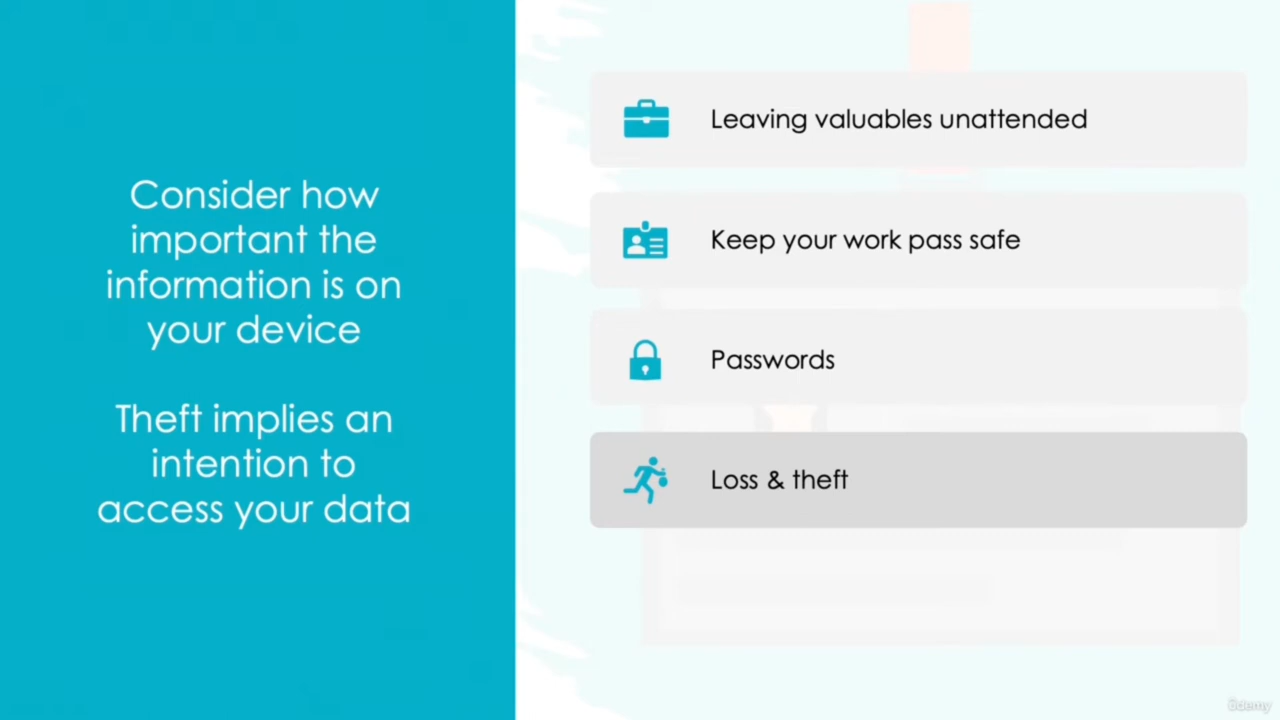 Consider how
important the
information is on
your device
Theft implies an
intention to
access your data
Leaving valuables unattended
Keep your work pass safe
Passwords
Loss & theft
ûdemy